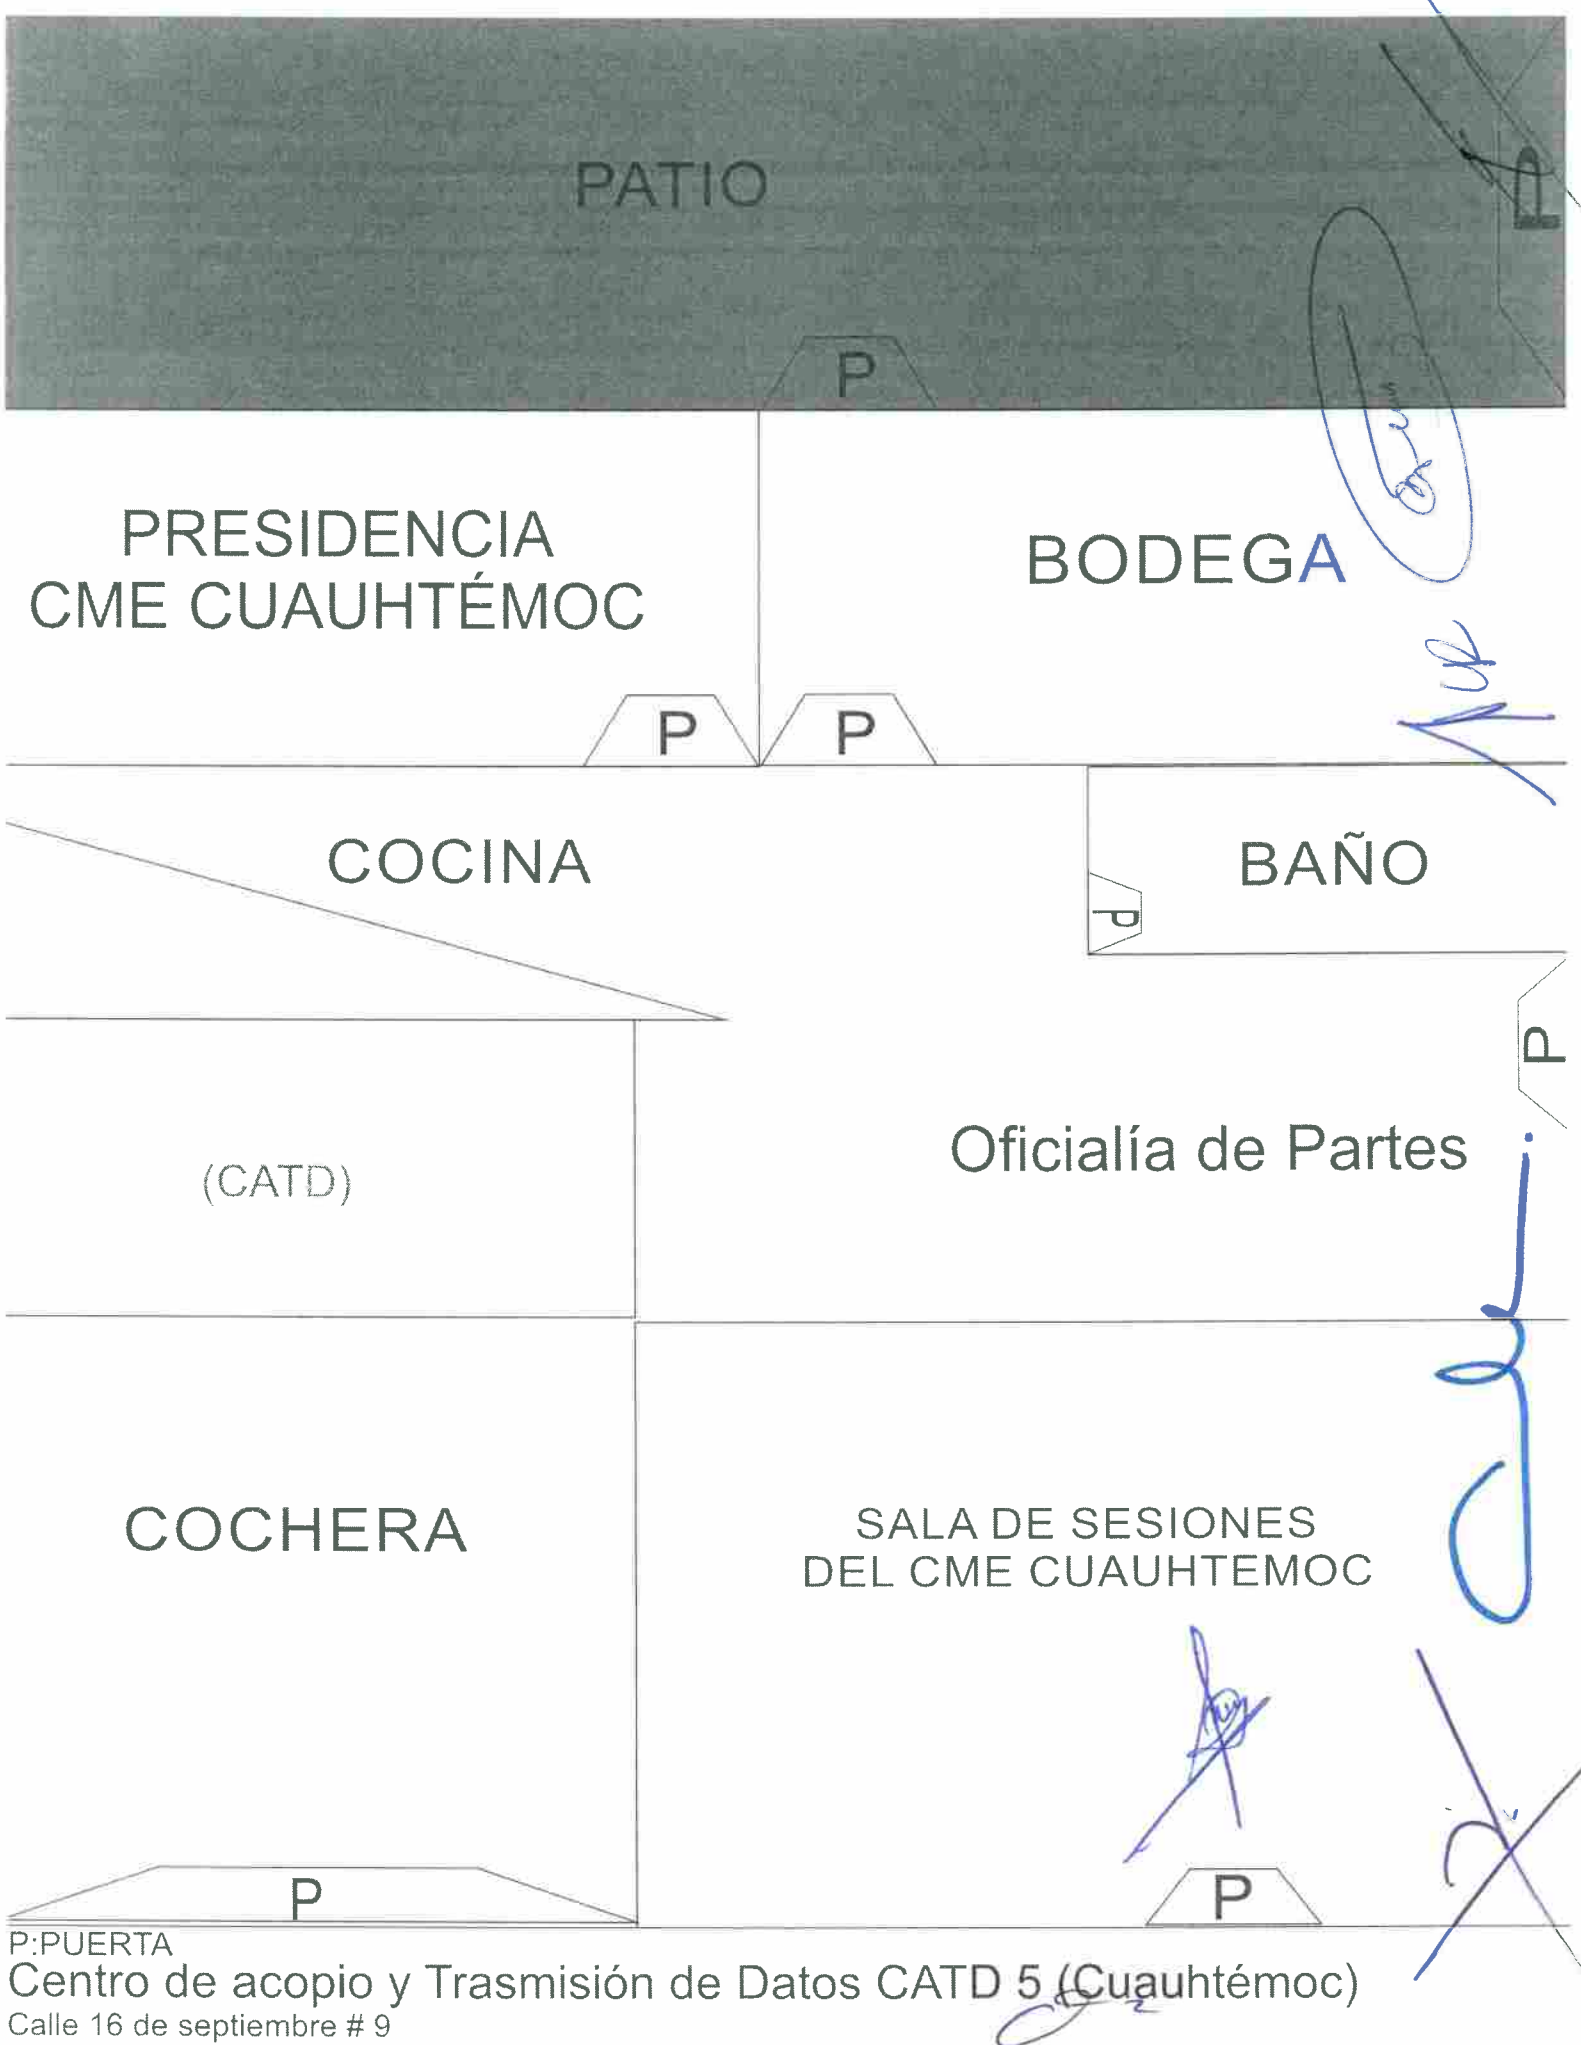 PATIO
P
P
PRESIDENCIA
CME CUAUHTÉMOC
BODEGA
P
P
COCINA
BAÑO
P
P
Oficialía de Partes
(CATD)
COCHERA
SALA DE SESIONES
DEL CME CUAUHTEMOC
P
P
P:PUERTA
Centro de acopio y Trasmisión de Datos CATD 5 (Cuauhtémoc)
Calle 16 de septiembre # 9